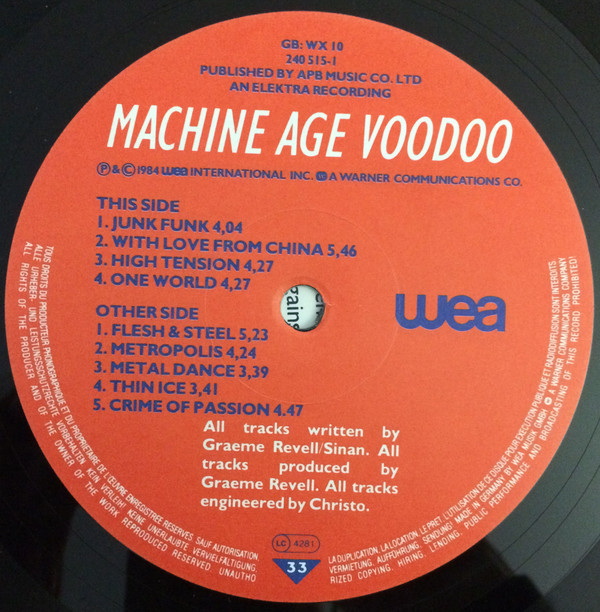 GB: WX 10
240 515-1
PUBLISHED BY APB MUSIC CO. LTD
AN ELEKTRA RECORDING
MACHINE AGE VOODOO
Ⓟ & © 1984 wea INTERNATIONAL INC. A WARNER COMMUNICATIONS CO.
THIS SIDE
1. JUNK FUNK 4,04
2. WITH LOVE FROM CHINA 5,46
3. HIGH TENSION 4,27
4. ONE WORLD 4,27
wea
OTHER SIDE
1. FLESH & STEEL 5,23
2. METROPOLIS 4,24
3. METAL DANCE 3,39
4. THIN ICE 3,41
5. CRIME OF PASSION 4.47
All tracks written by
Graeme Revell/Sinan. All
tracks produced by
Graeme Revell. All tracks
engineered by Christo.
LC 4281
33
TOUS DROITS DU PRODUCTEUR PHONOGRAPHIQUE ET DU PROPRIETAIRE DE L'ŒUVRE ENREGISTREE RESERVES. SAUF AUTORISATION.
ALLE URHEBER- UND LEISTUNGSSCHUTZRECHTE VORBEHALTEN. KEIN VERLEIH! KEINE UNERLAUBTE VERVIELFÄLTIGUNG.
ALL RIGHTS OF THE PRODUCER AND OF THE OWNER OF THE WORK REPRODUCED RESERVED UNAUTHO
LA DUPLICATION, LA LOCATION, LE PRET, L'UTILISATION DE CE DISQUE POUR EXECUTION PUBLIQUE ET RADIODIFFUSION SONT INTERDITS.
VERMIETUNG, AUFFÜHRUNG, SENDUNG! MADE IN GERMANY BY WEA MUSIK GMBH A WARNER COMMUNICATIONS COMPANY
RIZED COPYING, HIRING, LENDING, PUBLIC PERFORMANCE AND BROADCASTING OF THIS RECORD PROHIBITED!